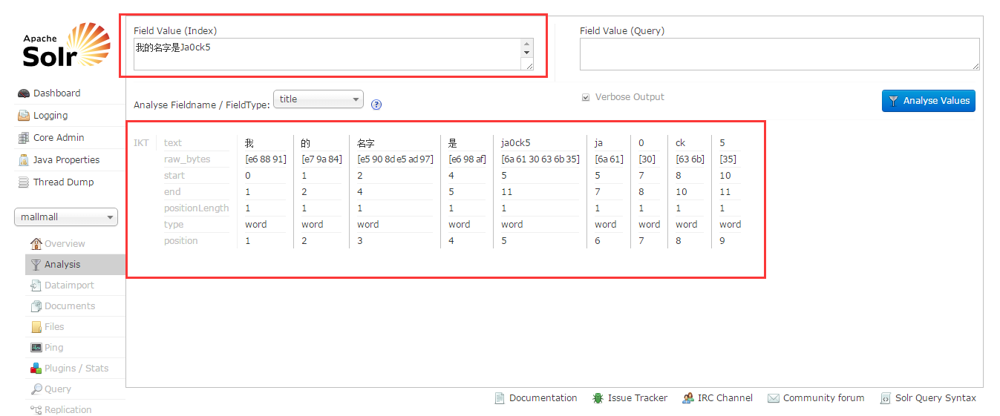 Apache
Solr
Dashboard
Logging
Core Admin
Java Properties
Thread Dump
mallmall
Overview
Analysis
Dataimport
Documents
Files
Ping
Plugins / Stats
Query
Replication
Field Value (Index)
我的名字是Ja0ck5
Field Value (Query)
Analyse Fieldname / FieldType: title ?
Verbose Output
Analyse Values
IKT text 我 的 名字 是 ja0ck5 ja 0 ck 5
raw_bytes [e6 88 91] [e7 9a 84] [e5 90 8d e5 ad 97] [e6 98 af] [6a 61 30 63 6b 35] [6a 61] [30] [63 6b] [35]
start 0 1 2 4 5 5 7 8 10
end 1 2 4 5 11 7 8 10 11
positionLength 1 1 1 1 1 1 1 1 1
type word word word word word word word word word
position 1 2 3 4 5 6 7 8 9
Documentation Issue Tracker IRC Channel Community forum Solr Query Syntax